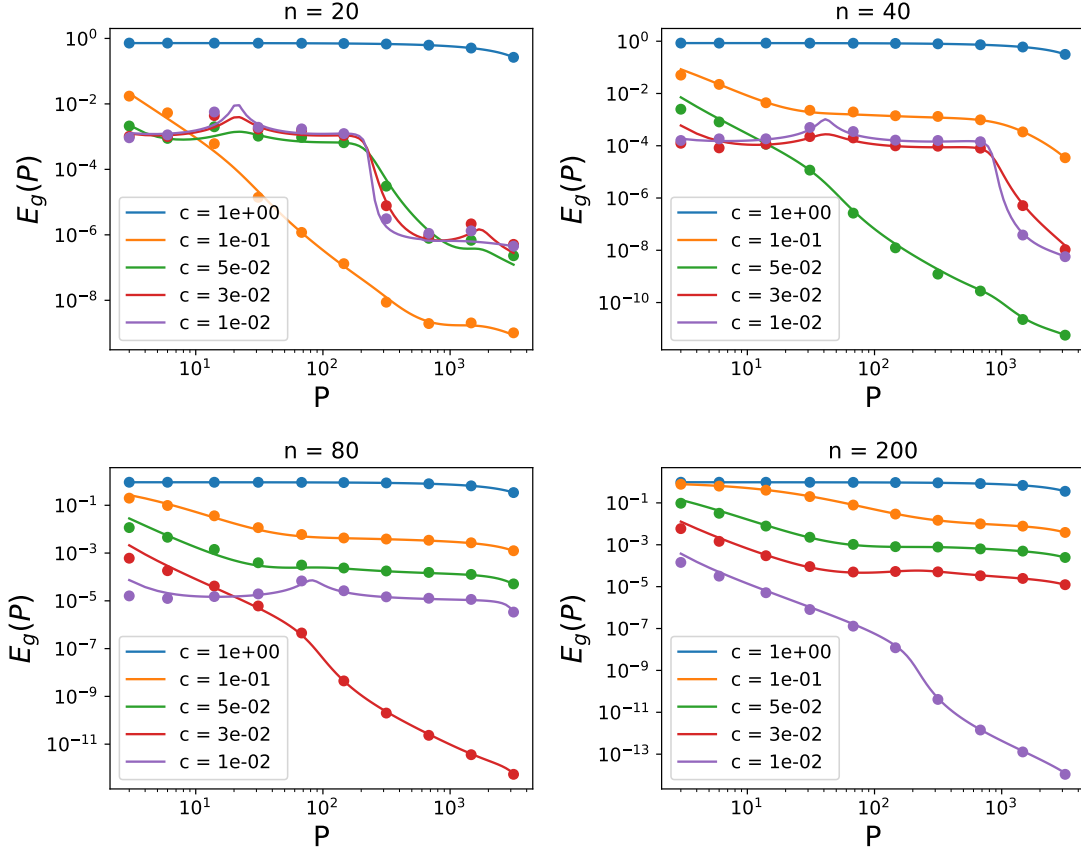 n = 20
10^0
10^-2
10^-4
10^-6
10^-8
E_g(P)
c = 1e+00
c = 1e-01
c = 5e-02
c = 3e-02
c = 1e-02
10^1
10^2
10^3
P
n = 40
10^0
10^-2
10^-4
10^-6
10^-8
10^-10
E_g(P)
c = 1e+00
c = 1e-01
c = 5e-02
c = 3e-02
c = 1e-02
10^1
10^2
10^3
P
n = 80
10^-1
10^-3
10^-5
10^-7
10^-9
10^-11
E_g(P)
c = 1e+00
c = 1e-01
c = 5e-02
c = 3e-02
c = 1e-02
10^1
10^2
10^3
P
n = 200
10^-1
10^-3
10^-5
10^-7
10^-9
10^-11
10^-13
E_g(P)
c = 1e+00
c = 1e-01
c = 5e-02
c = 3e-02
c = 1e-02
10^1
10^2
10^3
P